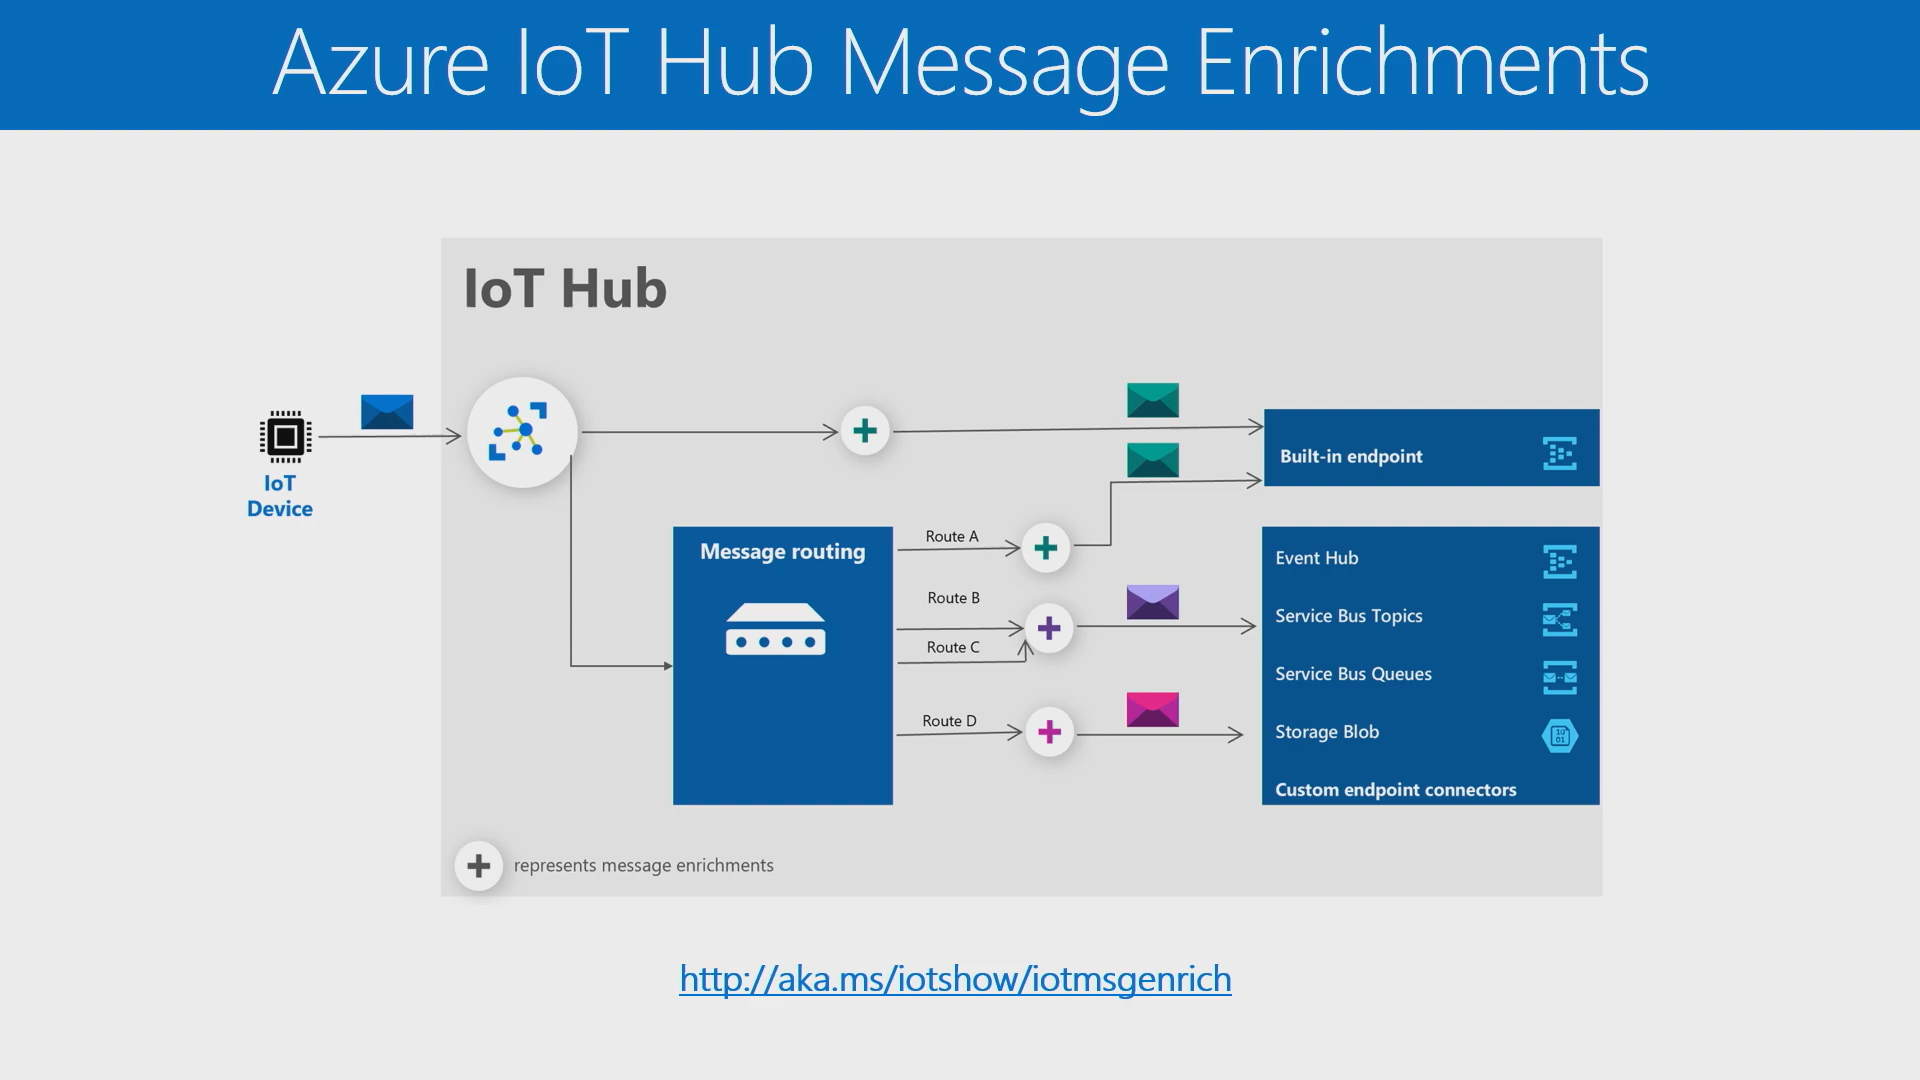 Azure IoT Hub Message Enrichments
IoT Hub
IoT
Device
Built-in endpoint
Message routing
Route A
Route B
Route C
Route D
Event Hub
Service Bus Topics
Service Bus Queues
Storage Blob
10
01
Custom endpoint connectors
represents message enrichments
http://aka.ms/iotshow/iotmsgenrich